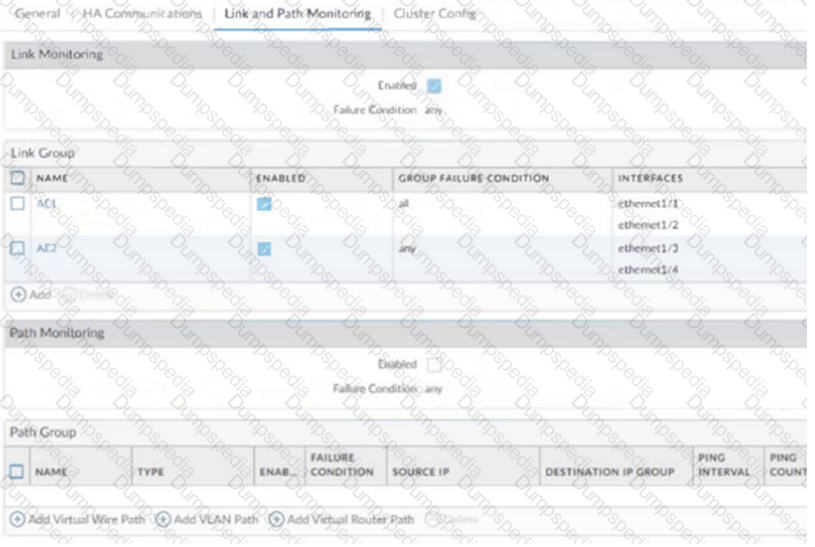 General HA Communications Link and Path Monitoring Cluster Config
Link Monitoring
Enabled
Failure Condition any
Link Group
NAME ENABLED GROUP FAILURE CONDITION INTERFACES
AE1 all ethernet1/1
ethernet1/2
AE2 any ethernet1/3
ethernet1/4
Add Delete
Path Monitoring
Enabled
Failure Condition any
Path Group
NAME TYPE ENAB... FAILURE CONDITION SOURCE IP DESTINATION IP GROUP PING INTERVAL PING COUNT
Add Virtual Wire Path Add VLAN Path Add Virtual Router Path Delete
Dumpspedia